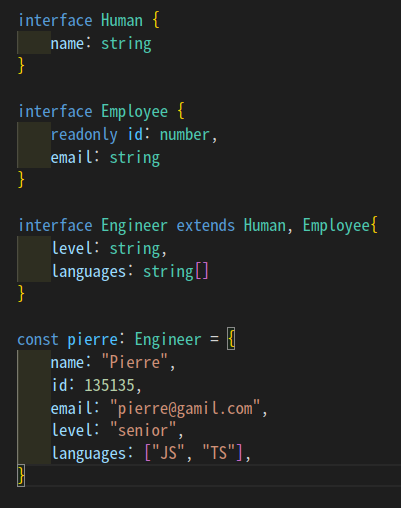 interface Human {
name: string
}
interface Employee {
readonly id: number,
email: string
}
interface Engineer extends Human, Employee{
level: string,
languages: string[]
}
const pierre: Engineer = {
name: "Pierre",
id: 135135,
email: "pierre@gamil.com",
level: "senior",
languages: ["JS", "TS"],
}